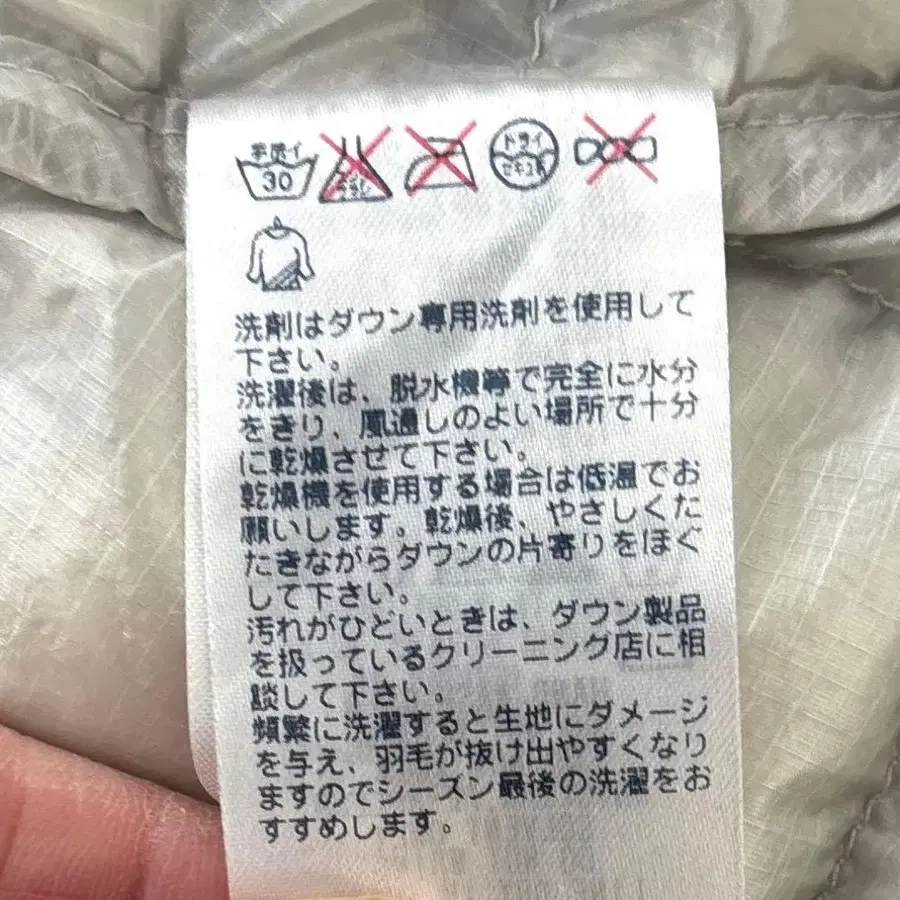 手洗イ
30
エンソ
サラシ
ドライ
セキユ系
洗剤はダウン専用洗剤を使用して
下さい。
洗濯後は、脱水機等で完全に水分
をきり、風通しのよい場所で十分
に乾燥させて下さい。
乾燥機を使用する場合は低温でお
願いします。乾燥後、やさしくた
たきながらダウンの片寄りをほぐ
して下さい。
汚れがひどいときは、ダウン製品
を扱っているクリーニング店に相
談して下さい。
頻繁に洗濯すると生地にダメージ
を与え、羽毛が抜け出やすくなり
ますのでシーズン最後の洗濯をお
すすめします。